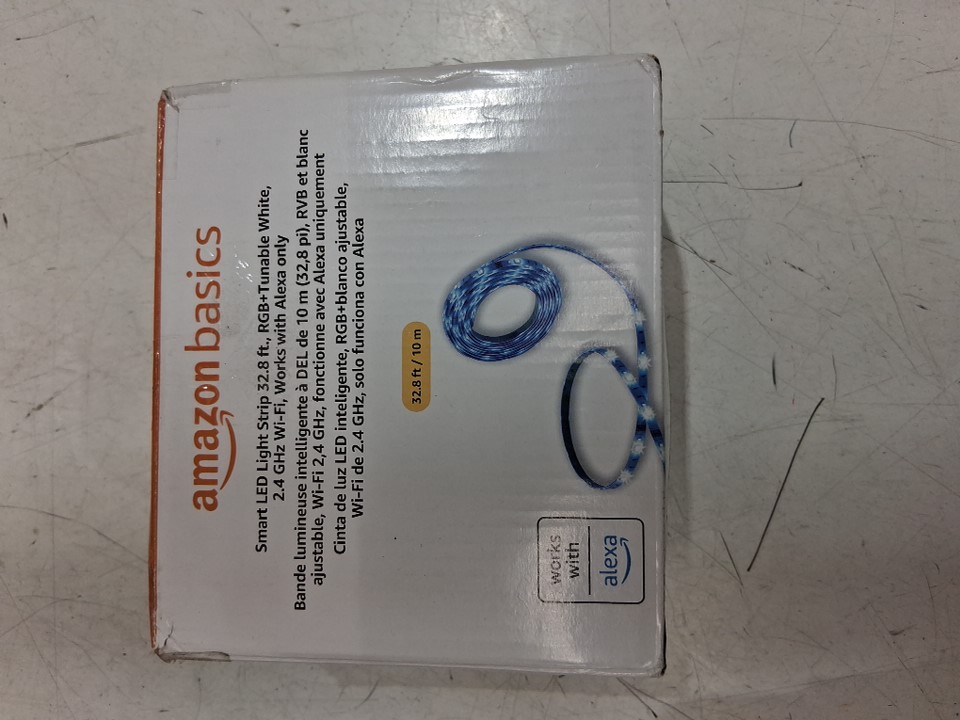 amazon basics
Smart LED Light Strip 32.8 ft., RGB+Tunable White,
2.4 GHz Wi-Fi, Works with Alexa only
Bande lumineuse intelligente à DEL de 10 m (32,8 pi), RVB et blanc
ajustable, Wi-Fi 2,4 GHz, fonctionne avec Alexa uniquement
Cinta de luz LED inteligente, RGB+blanco ajustable,
Wi-Fi de 2.4 GHz, solo funciona con Alexa
32.8 ft / 10 m
works
with
alexa